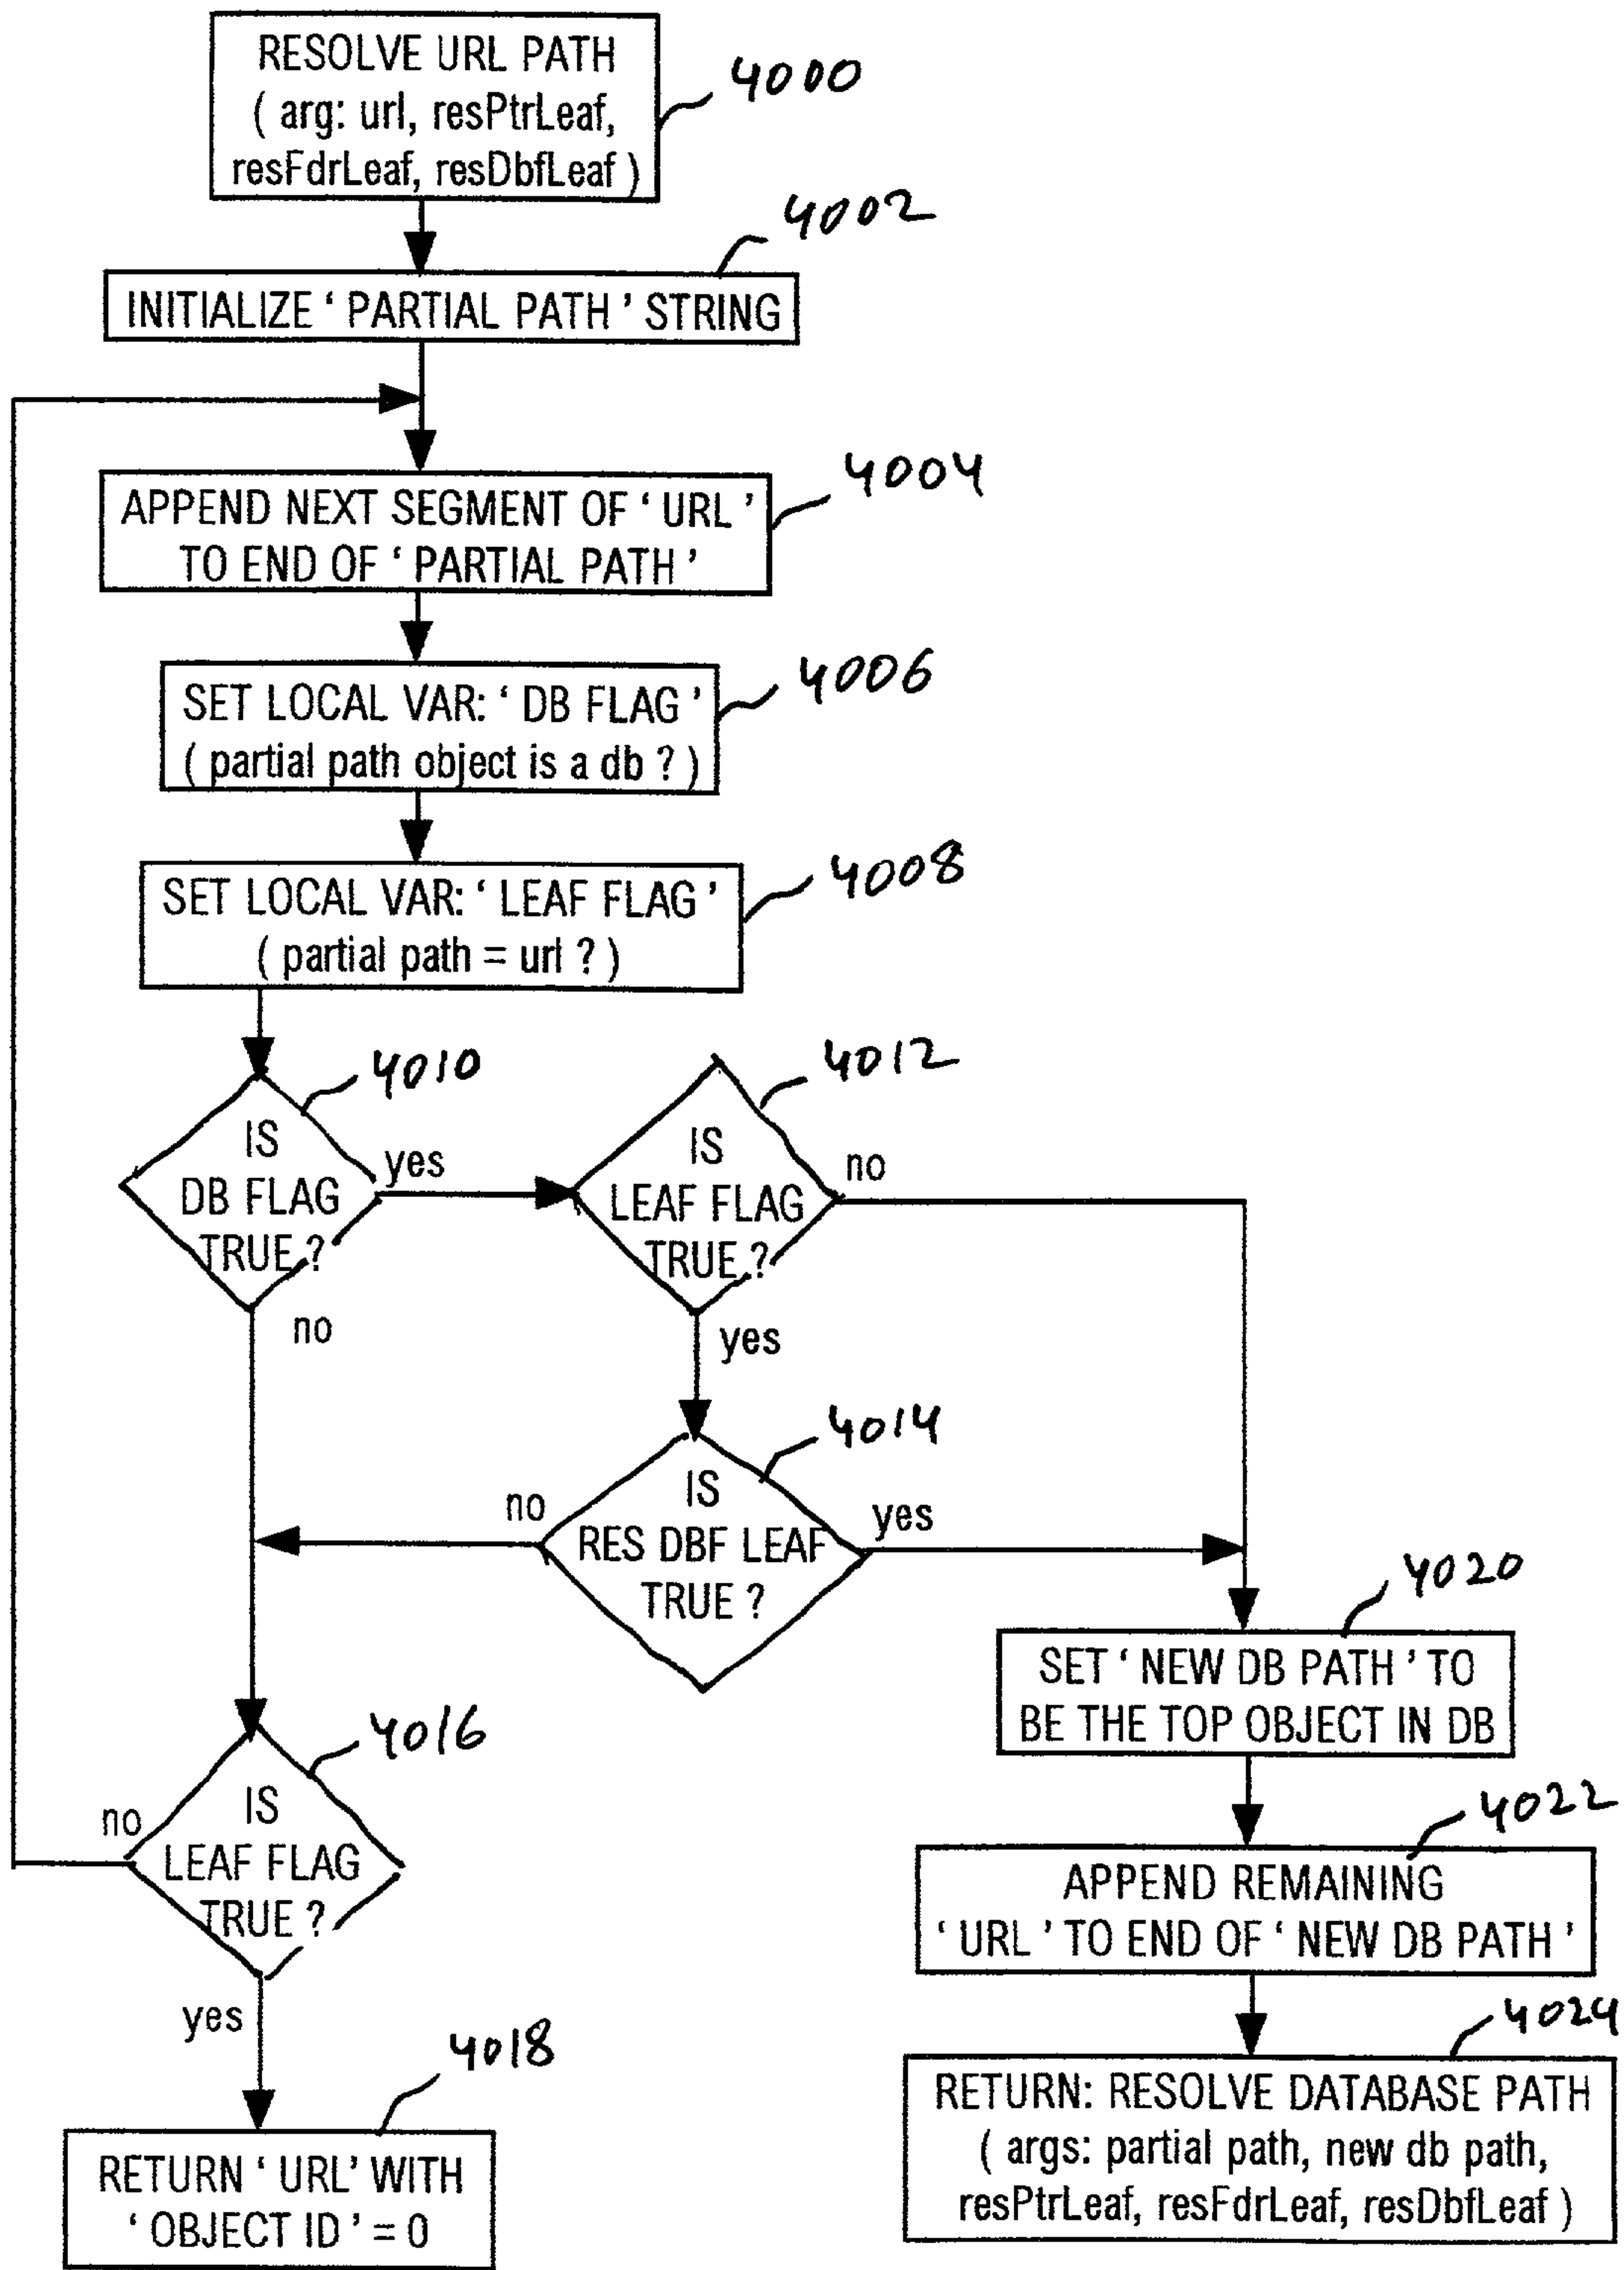 RESOLVE URL PATH
( arg: url, resPtrLeaf,
resFdrLeaf, resDbfLeaf )
4000
4002
INITIALIZE ‘ PARTIAL PATH ’ STRING
4004
APPEND NEXT SEGMENT OF ‘ URL ’
TO END OF ‘ PARTIAL PATH ’
4006
SET LOCAL VAR: ‘ DB FLAG ’
( partial path object is a db ? )
4008
SET LOCAL VAR: ‘ LEAF FLAG ’
( partial path = url ? )
4010
IS
DB FLAG
TRUE ?
yes
no
4012
IS
LEAF FLAG
TRUE ?
no
yes
4014
IS
RES DBF LEAF
TRUE ?
no
yes
4016
IS
LEAF FLAG
TRUE ?
no
yes
4018
RETURN ‘ URL’ WITH
‘ OBJECT ID ’ = 0
4020
SET ‘ NEW DB PATH ’ TO
BE THE TOP OBJECT IN DB
4022
APPEND REMAINING
‘ URL ’ TO END OF ‘ NEW DB PATH ’
4024
RETURN: RESOLVE DATABASE PATH
( args: partial path, new db path,
resPtrLeaf, resFdrLeaf, resDbfLeaf )